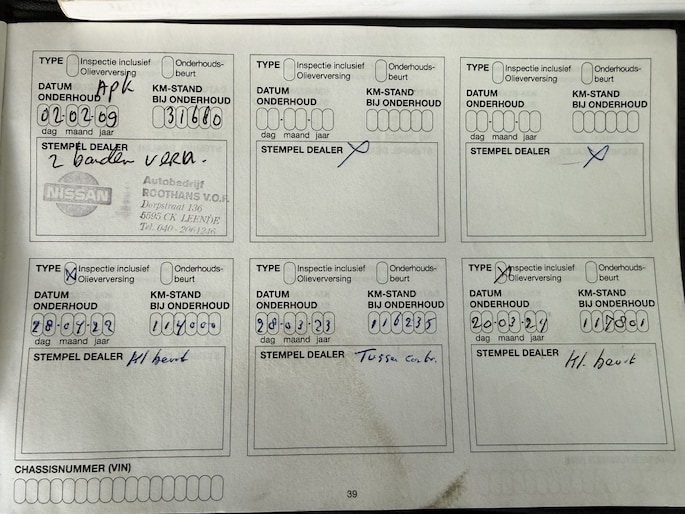 TYPE Inspectie inclusief Olieverversing Onderhouds-beurt
APK
DATUM ONDERHOUD KM-STAND BIJ ONDERHOUD
02-02-09 31680
dag maand jaar
STEMPEL DEALER
2 banden vern.
NISSAN
Autobedrijf
ROOTHANS V.O.F.
Dorpstraat 136
5595 CK LEENDE
Tel. 040 - 2061246
TYPE Inspectie inclusief Olieverversing Onderhouds-beurt
DATUM ONDERHOUD KM-STAND BIJ ONDERHOUD
dag maand jaar
STEMPEL DEALER X
TYPE Inspectie inclusief Olieverversing Onderhouds-beurt
DATUM ONDERHOUD KM-STAND BIJ ONDERHOUD
dag maand jaar
STEMPEL DEALER X
TYPE X Inspectie inclusief Olieverversing Onderhouds-beurt
DATUM ONDERHOUD KM-STAND BIJ ONDERHOUD
28-04-22 114000
dag maand jaar
STEMPEL DEALER Kl beurt
TYPE Inspectie inclusief Olieverversing Onderhouds-beurt
DATUM ONDERHOUD KM-STAND BIJ ONDERHOUD
28-03-23 116235
dag maand jaar
STEMPEL DEALER Tussen contr.
TYPE X Inspectie inclusief Olieverversing Onderhouds-beurt
DATUM ONDERHOUD KM-STAND BIJ ONDERHOUD
20-03-24 117801
dag maand jaar
STEMPEL DEALER Kl. beurt
CHASSISNUMMER (VIN)
39